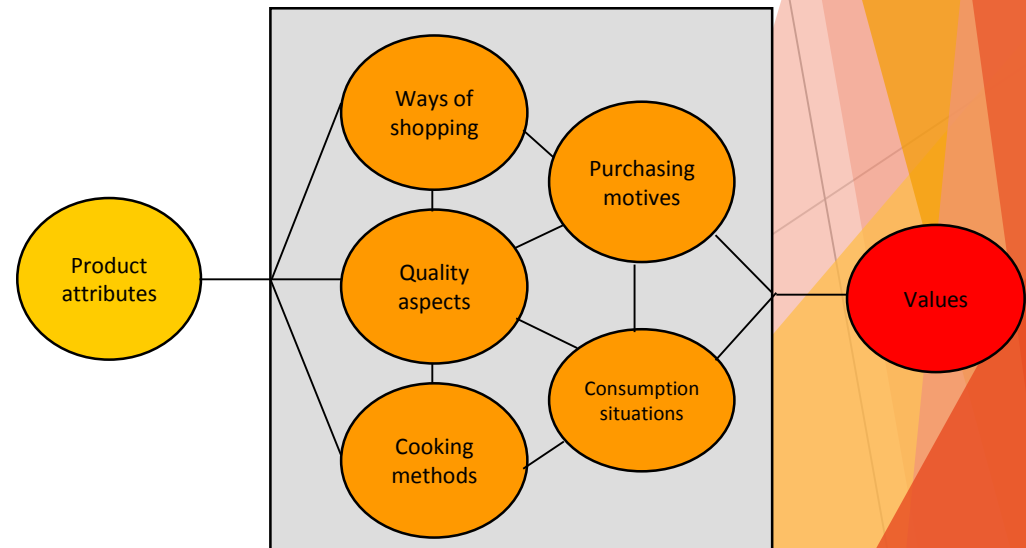 Product
attributes
Ways of
shopping
Quality
aspects
Cooking
methods
Purchasing
motives
Consumption
situations
Values